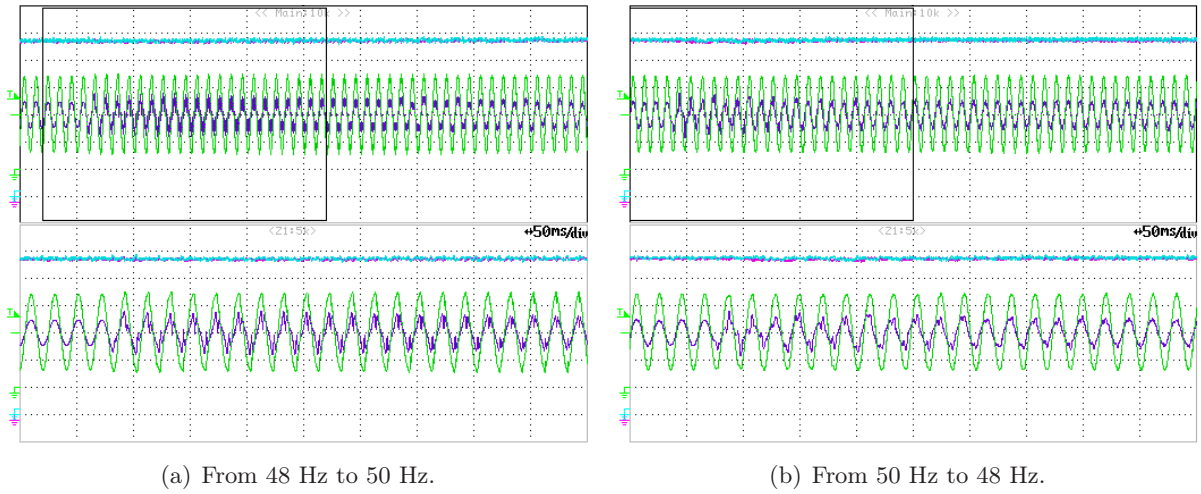 << Main:10k >>
<< Main:10k >>
T
T
<Z1:5k>
50ms/div
<Z1:5k>
50ms/div
T
T
(a) From 48 Hz to 50 Hz.
(b) From 50 Hz to 48 Hz.